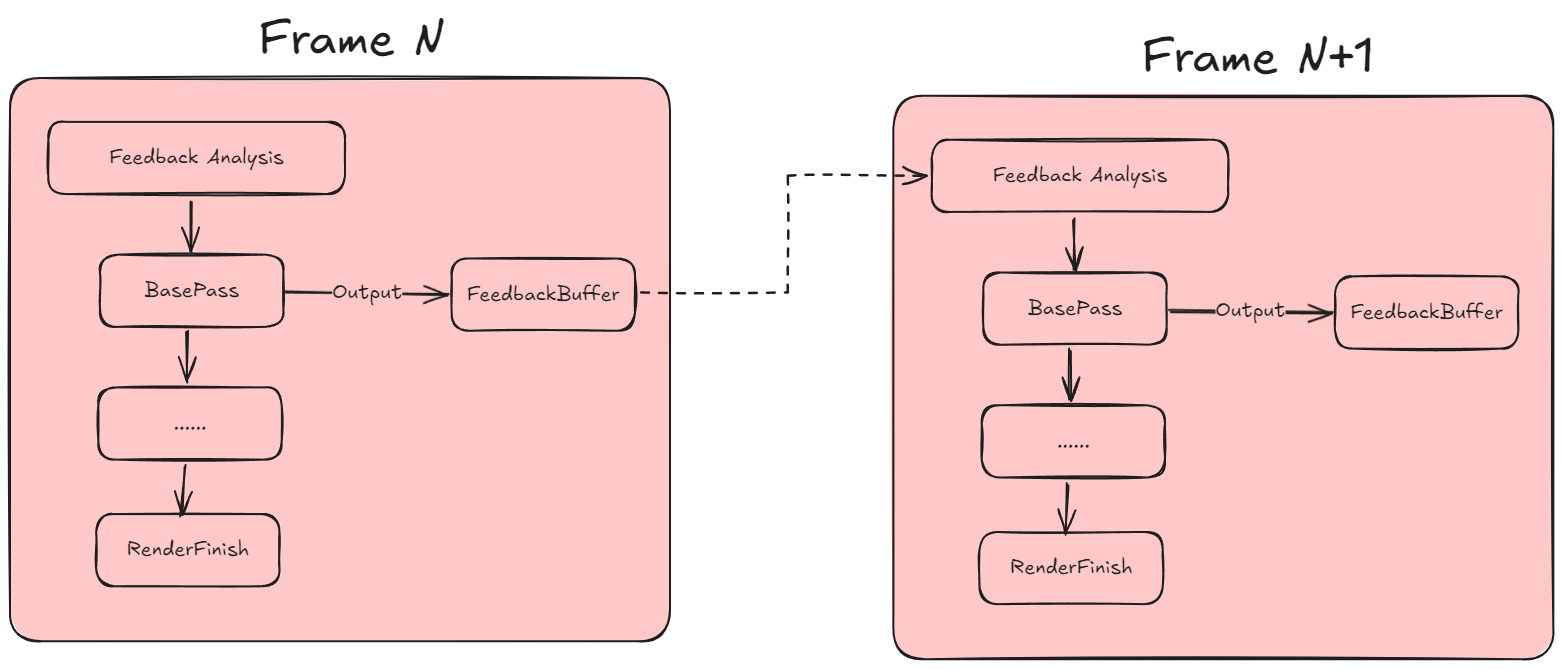 Frame N
Feedback Analysis
BasePass
Output
FeedbackBuffer
......
RenderFinish
Frame N+1
Feedback Analysis
BasePass
Output
FeedbackBuffer
......
RenderFinish